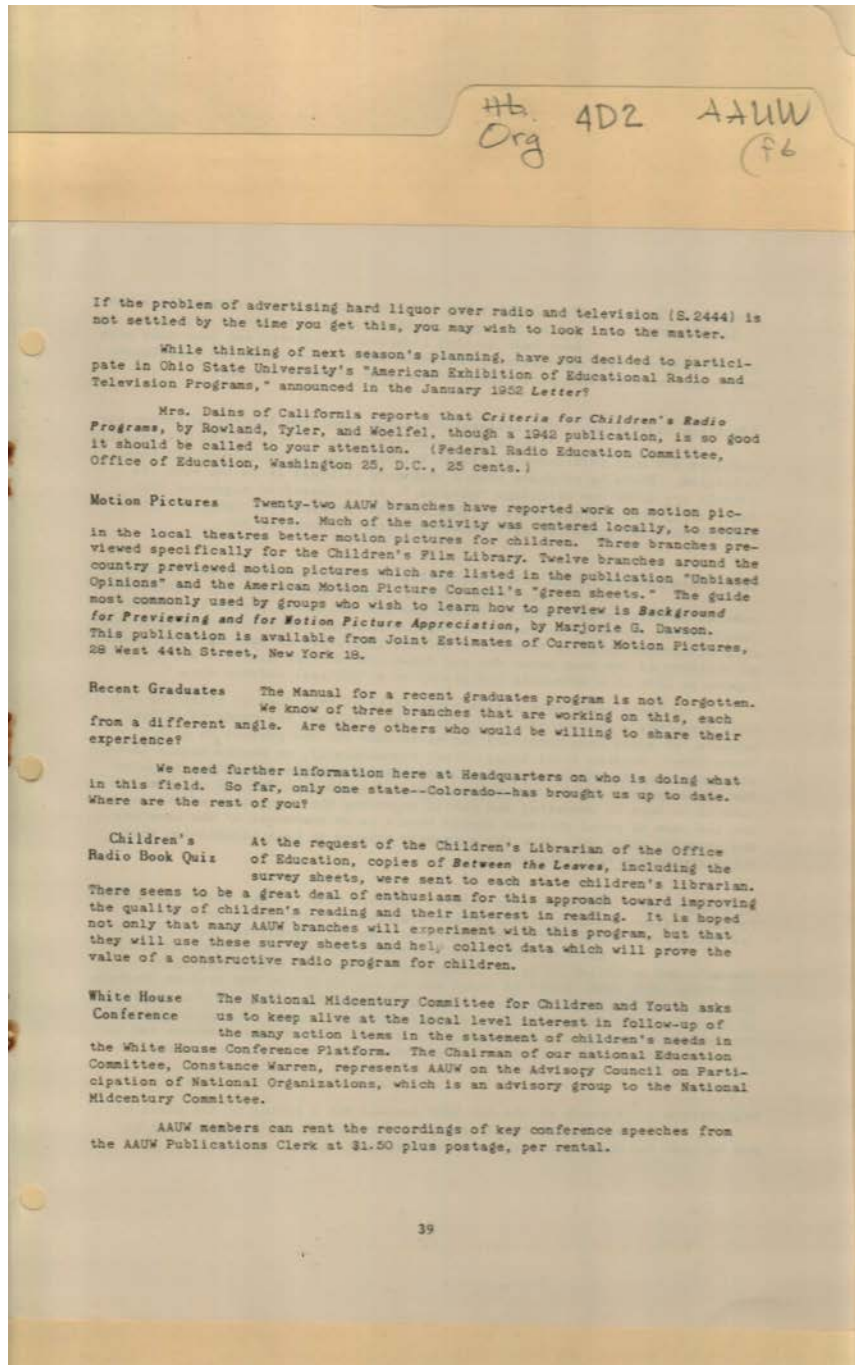 Hb.
Org 4D2 AAUW
(f6
If the problem of advertising hard liquor over radio and television (S.2444) is
not settled by the time you get this, you may wish to look into the matter.
While thinking of next season's planning, have you decided to partici-
pate in Ohio State University's "American Exhibition of Educational Radio and
Television Programs," announced in the January 1952 Letter?
Mrs. Dains of California reports that Criteria for Children's Radio
Programs, by Rowland, Tyler, and Woelfel, though a 1942 publication, is so good
it should be called to your attention. (Federal Radio Education Committee,
Office of Education, Washington 25, D.C., 25 cents.)
Motion Pictures Twenty-two AAUW branches have reported work on motion pic-
tures. Much of the activity was centered locally, to secure
in the local theatres better motion pictures for children. Three branches pre-
viewed specifically for the Children's Film Library. Twelve branches around the
country previewed motion pictures which are listed in the publication "Unbiased
Opinions" and the American Motion Picture Council's "green sheets." The guide
most commonly used by groups who wish to learn how to preview is Background
for Previewing and for Motion Picture Appreciation, by Marjorie G. Dawson.
This publication is available from Joint Estimates of Current Motion Pictures,
28 West 44th Street, New York 18.
Recent Graduates The Manual for a recent graduates program is not forgotten.
We know of three branches that are working on this, each
from a different angle. Are there others who would be willing to share their
experience?
We need further information here at Headquarters on who is doing what
in this field. So far, only one state--Colorado--has brought us up to date.
Where are the rest of you?
Children's At the request of the Children's Librarian of the Office
Radio Book Quiz of Education, copies of Between the Leaves, including the
survey sheets, were sent to each state children's librarian.
There seems to be a great deal of enthusiasm for this approach toward improving
the quality of children's reading and their interest in reading. It is hoped
not only that many AAUW branches will experiment with this program, but that
they will use these survey sheets and help collect data which will prove the
value of a constructive radio program for children.
White House The National Midcentury Committee for Children and Youth asks
Conference us to keep alive at the local level interest in follow-up of
the many action items in the statement of children's needs in
the White House Conference Platform. The Chairman of our national Education
Committee, Constance Warren, represents AAUW on the Advisory Council on Parti-
cipation of National Organizations, which is an advisory group to the National
Midcentury Committee.
AAUW members can rent the recordings of key conference speeches from
the AAUW Publications Clerk at $1.50 plus postage, per rental.
39